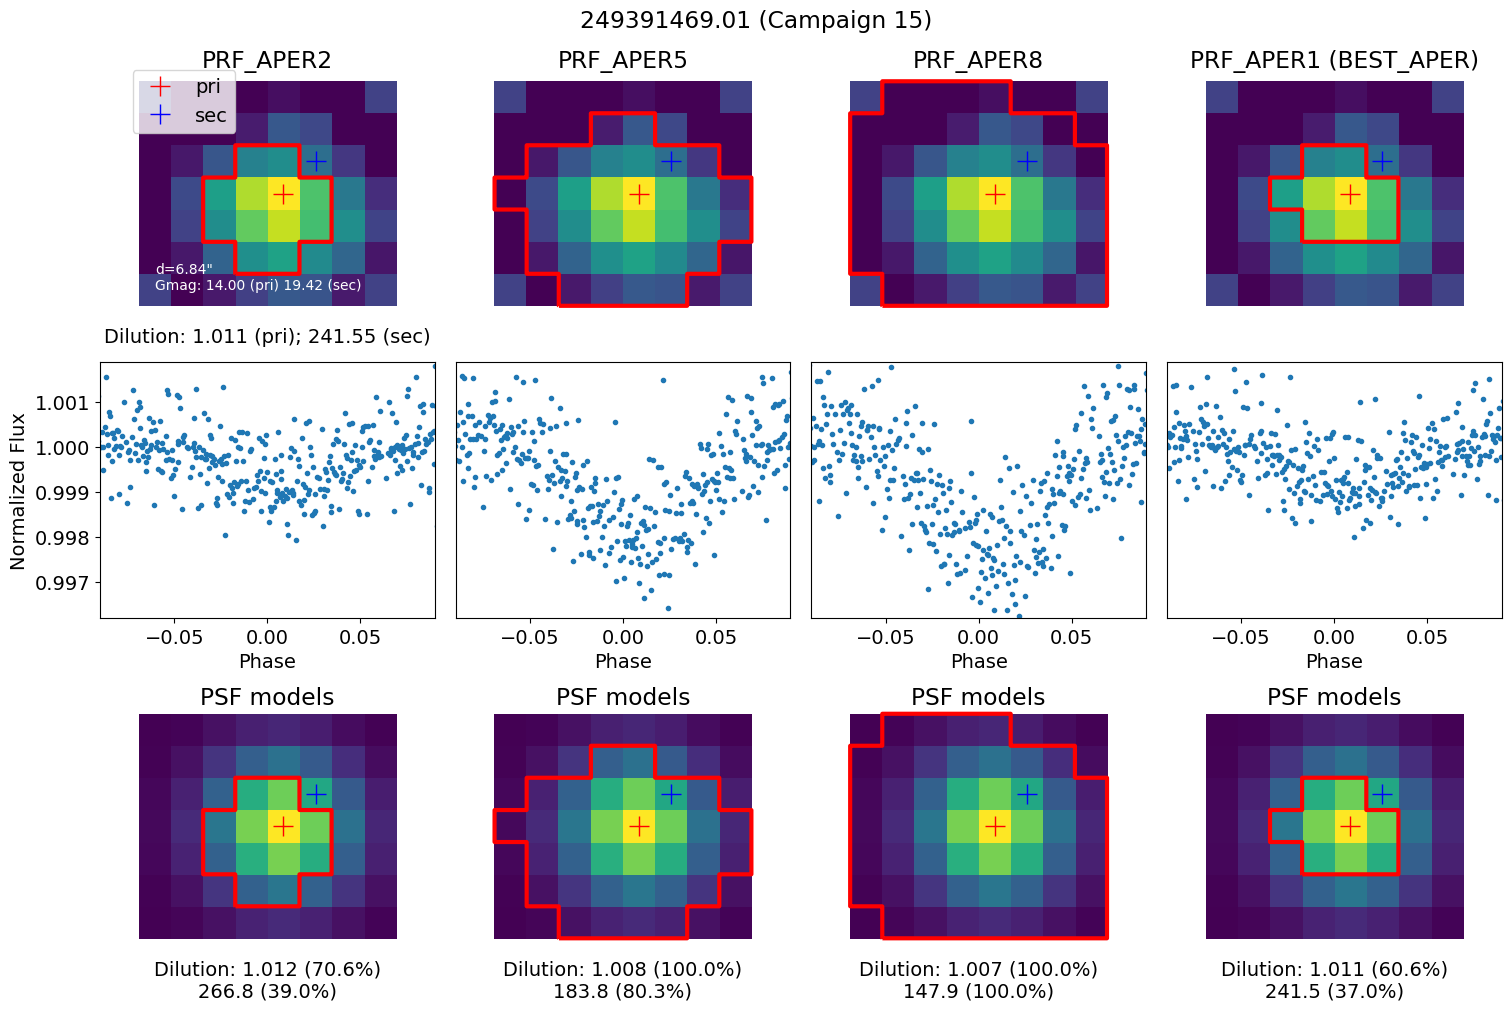 249391469.01 (Campaign 15)
PRF_APER2
PRF_APER5
PRF_APER8
PRF_APER1 (BEST_APER)
pri
sec
d=6.84"
Gmag: 14.00 (pri) 19.42 (sec)
Dilution: 1.011 (pri); 241.55 (sec)
Normalized Flux
1.001
1.000
0.999
0.998
0.997
−0.05 0.00 0.05
Phase
−0.05 0.00 0.05
Phase
−0.05 0.00 0.05
Phase
−0.05 0.00 0.05
Phase
PSF models
PSF models
PSF models
PSF models
Dilution: 1.012 (70.6%)
266.8 (39.0%)
Dilution: 1.008 (100.0%)
183.8 (80.3%)
Dilution: 1.007 (100.0%)
147.9 (100.0%)
Dilution: 1.011 (60.6%)
241.5 (37.0%)